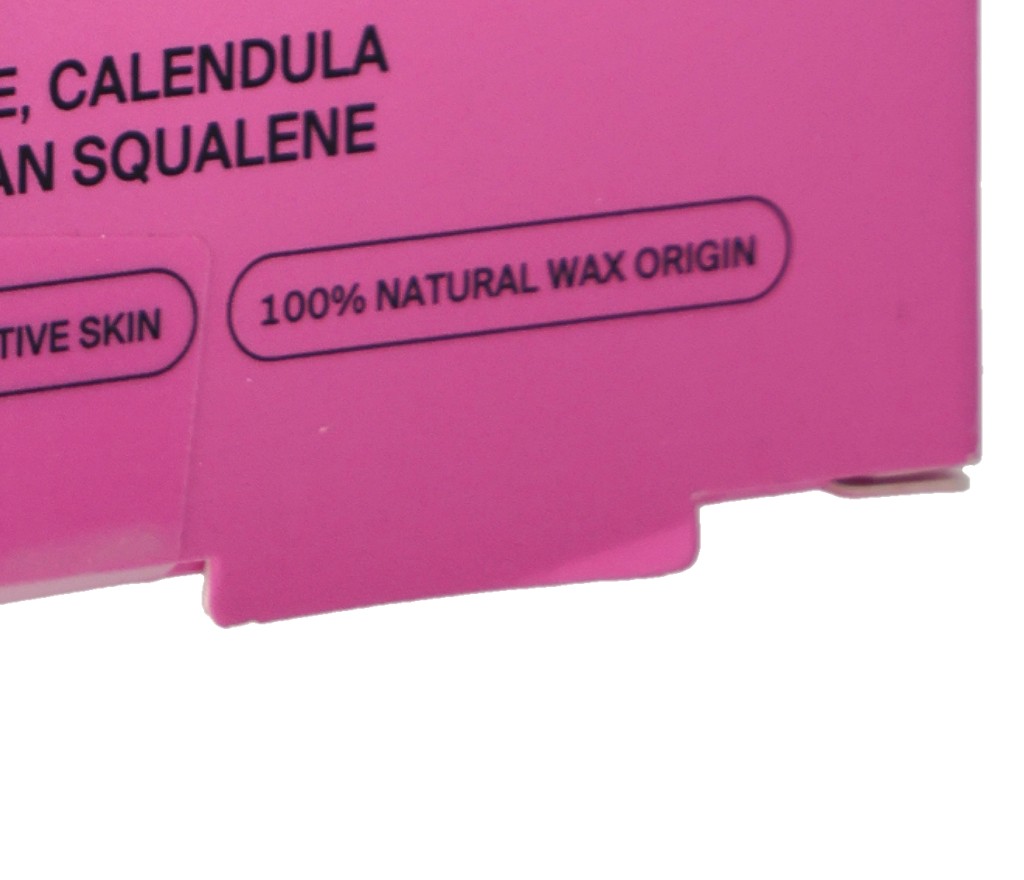 E, CALENDULA
AN SQUALENE
TIVE SKIN
100% NATURAL WAX ORIGIN